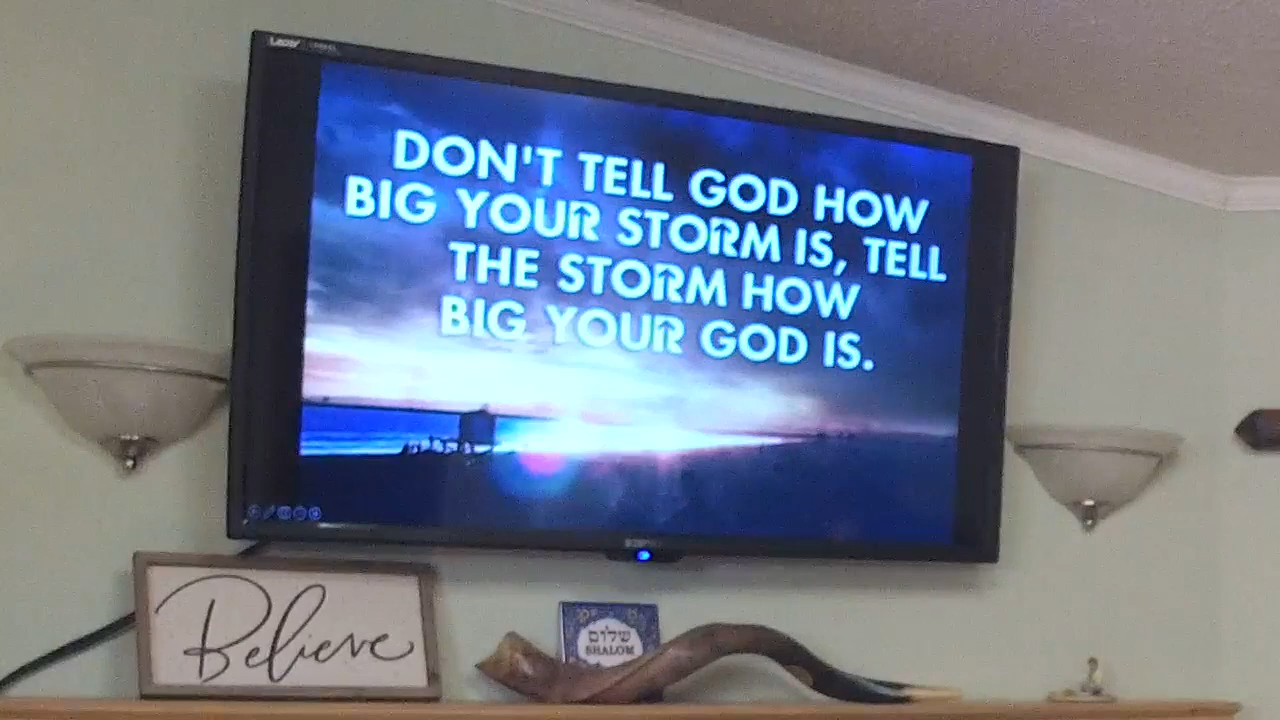 DON'T TELL GOD HOW
BIG YOUR STORM IS, TELL
THE STORM HOW
BIG YOUR GOD IS.
Believe
שלום
SHALOM